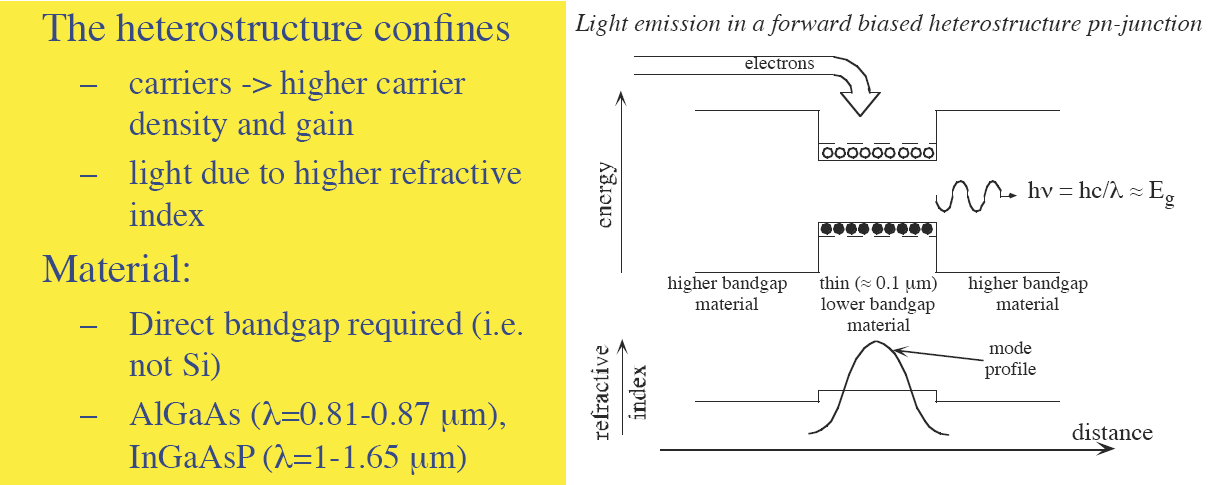 The heterostructure confines
– carriers -> higher carrier
density and gain
– light due to higher refractive
index
Material:
– Direct bandgap required (i.e.
not Si)
– AlGaAs (λ=0.81-0.87 μm),
InGaAsP (λ=1-1.65 μm)
Light emission in a forward biased heterostructure pn-junction
electrons
energy
hν = hc/λ ≈ Eg
higher bandgap
material
thin (≈ 0.1 μm)
lower bandgap
material
higher bandgap
material
refractive
index
mode
profile
distance